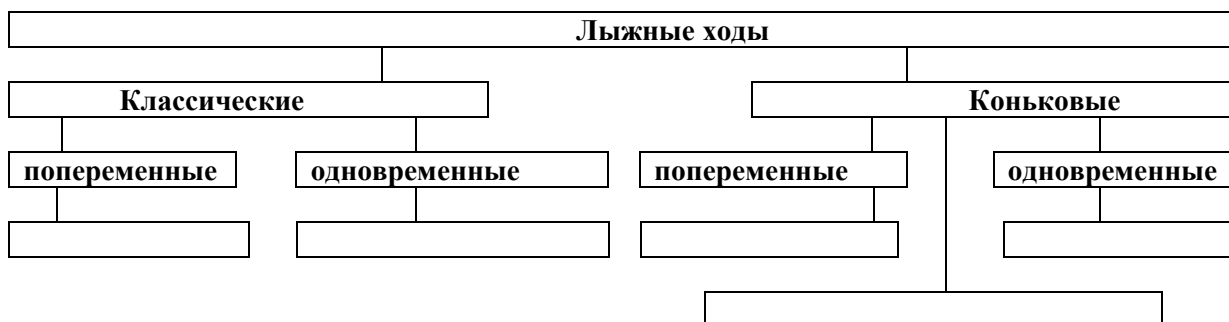 Лыжные ходы
Классические Коньковые
попеременные одновременные попеременные одновременные